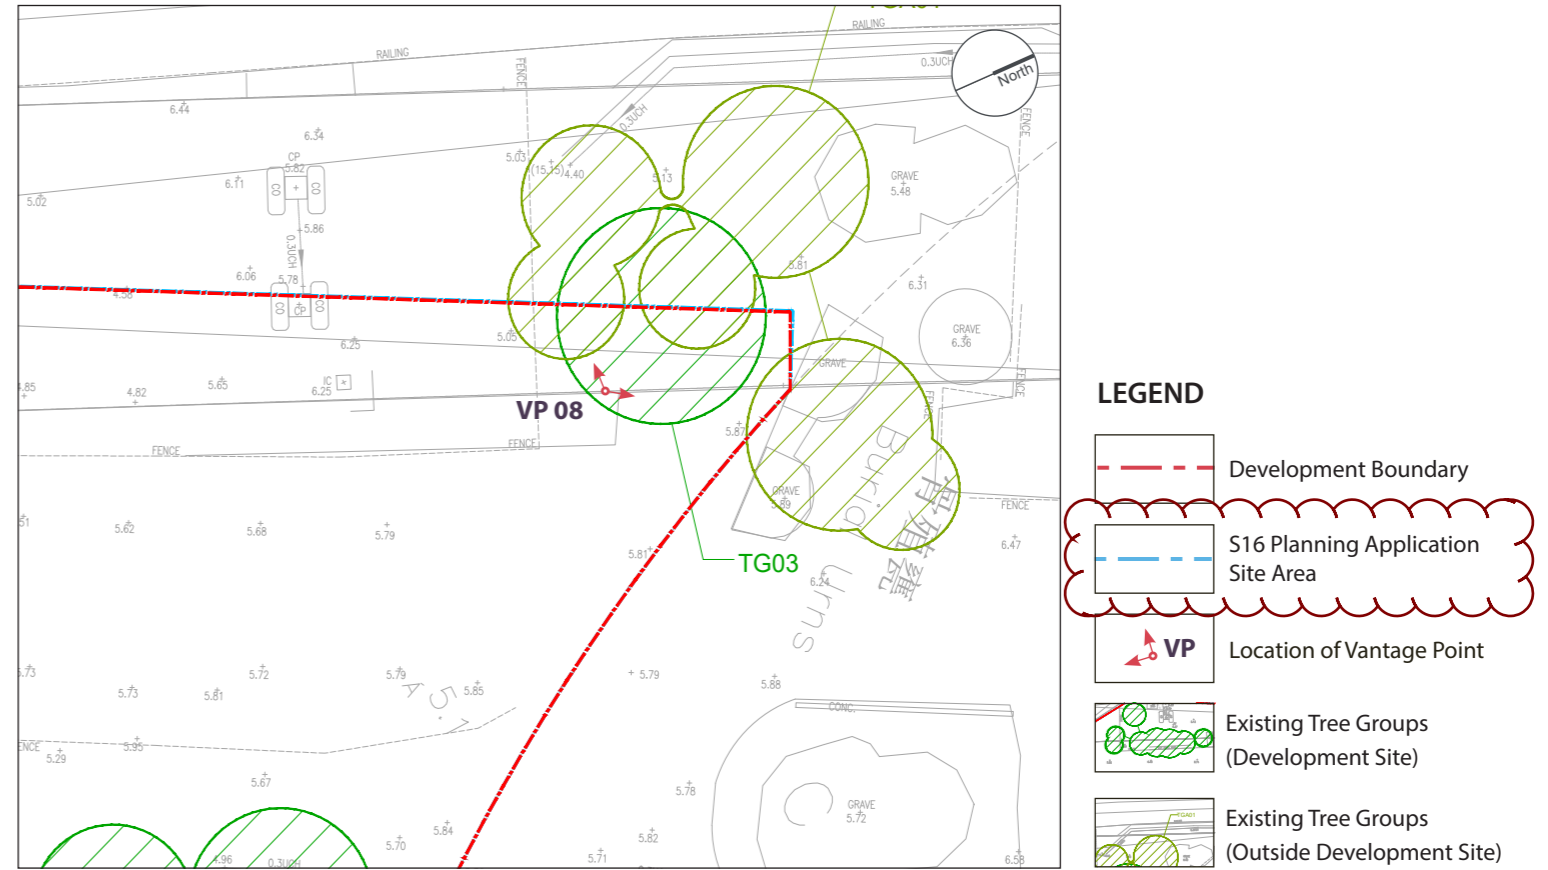 RAILING
RAILING
0.3UCH
North
FENCE
6.44
6.34
0.3UCH
FENCE
CP
5.82
CO
CO
5.03
(15.15)
4.40
5.13
GRAVE
5.48
6.11
5.02
5.86
0.3UCH
6.06
5.78
5.81
6.31
4.58
CO
CP
CO
5.05
6.25
GRAVE
6.36
GRAVE
FENCE
FENCE
4.82
5.65
IC
6.25
VP 08
5.87
FENCE
FENCE
GRAVE
5.89
Burial
Urns
骨殖龕
FENCE
5.62
5.68
5.79
5.81
TG03
6.24
6.47
5.73
5.81
5.72
5.79
5.85
5.79
5.88
CONC.
5.95
5.29
5.67
5.78
GRAVE
5.72
5.84
5.70
5.82
5.71
6.58
4.96
0.3UCH
LEGEND
Development Boundary
S16 Planning Application
Site Area
VP
Location of Vantage Point
Existing Tree Groups
(Development Site)
TGA01
Existing Tree Groups
(Outside Development Site)